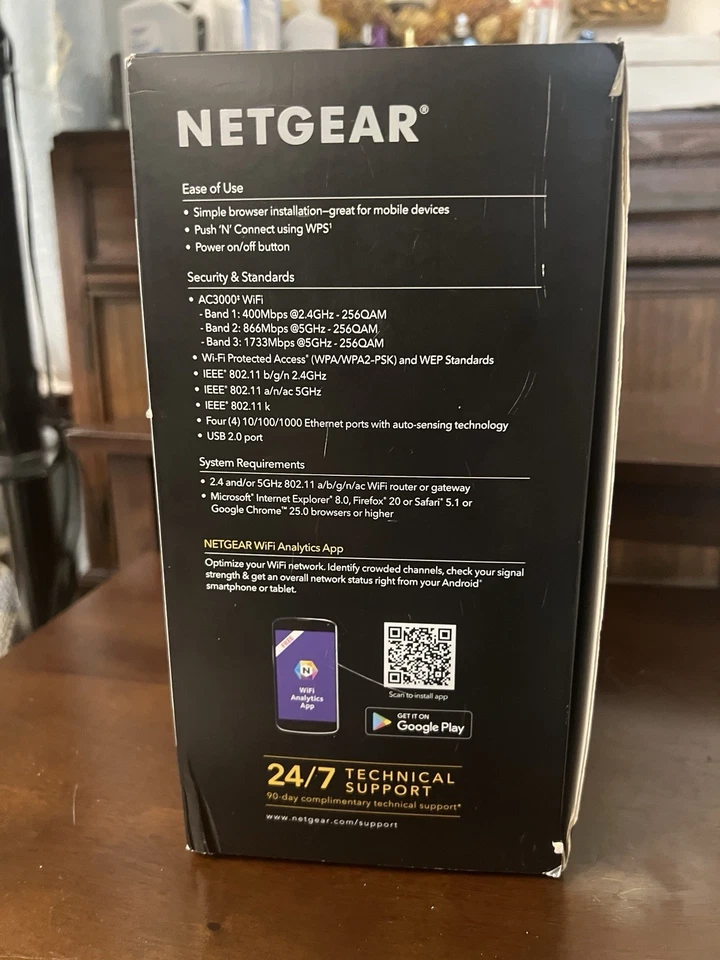 NETGEAR®
Ease of Use
• Simple browser installation–great for mobile devices
• Push 'N' Connect using WPS¹
• Power on/off button
Security & Standards
• AC3000‡ WiFi
- Band 1: 400Mbps @2.4GHz - 256QAM
- Band 2: 866Mbps @5GHz - 256QAM
- Band 3: 1733Mbps @5GHz - 256QAM
• Wi-Fi Protected Access® (WPA/WPA2-PSK) and WEP Standards
• IEEE® 802.11 b/g/n 2.4GHz
• IEEE® 802.11 a/n/ac 5GHz
• IEEE® 802.11 k
• Four (4) 10/100/1000 Ethernet ports with auto-sensing technology
• USB 2.0 port
System Requirements
• 2.4 and/or 5GHz 802.11 a/b/g/n/ac WiFi router or gateway
• Microsoft® Internet Explorer® 8.0, Firefox® 20 or Safari® 5.1 or
Google Chrome™ 25.0 browsers or higher
NETGEAR WiFi Analytics App
Optimize your WiFi network. Identify crowded channels, check your signal
strength & get an overall network status right from your Android®
smartphone or tablet.
FREE
N
WiFi
Analytics
App
Scan to install app
GET IT ON
Google Play
24/7 TECHNICAL
SUPPORT
90-day complimentary technical support*
www.netgear.com/support